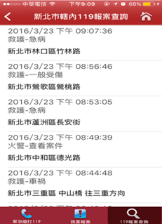 中華電信
下午9:09
新北市轄內119報案查詢
2016/3/23 下午 09:07:36
救護-急病
新北市林口區竹林路
2016/3/23 下午 08:56:46
救護-一般受傷
新北市鶯歌區鶯桃路
2016/3/23 下午 08:53:05
救護-急病
新北市蘆洲區長安街
2016/3/23 下午 08:49:39
火警-查看案件
新北市中和區德光路
2016/3/23 下午 08:44:48
救護-車禍
新北市三重區 中山橋 往三重方向
119報案查詢